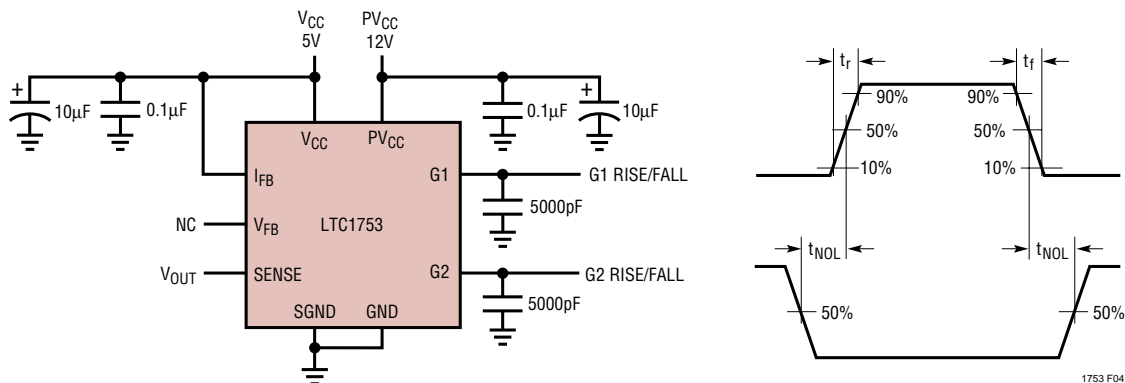 VCC
5V
PVCC
12V
+
10µF
0.1µF
0.1µF
+
10µF
VCC
PVCC
IFB
G1
G1 RISE/FALL
5000pF
NC
VFB
LTC1753
VOUT
SENSE
G2
G2 RISE/FALL
5000pF
SGND
GND
tr
tf
90%
90%
50%
50%
10%
10%
tNOL
tNOL
50%
50%
1753 F04